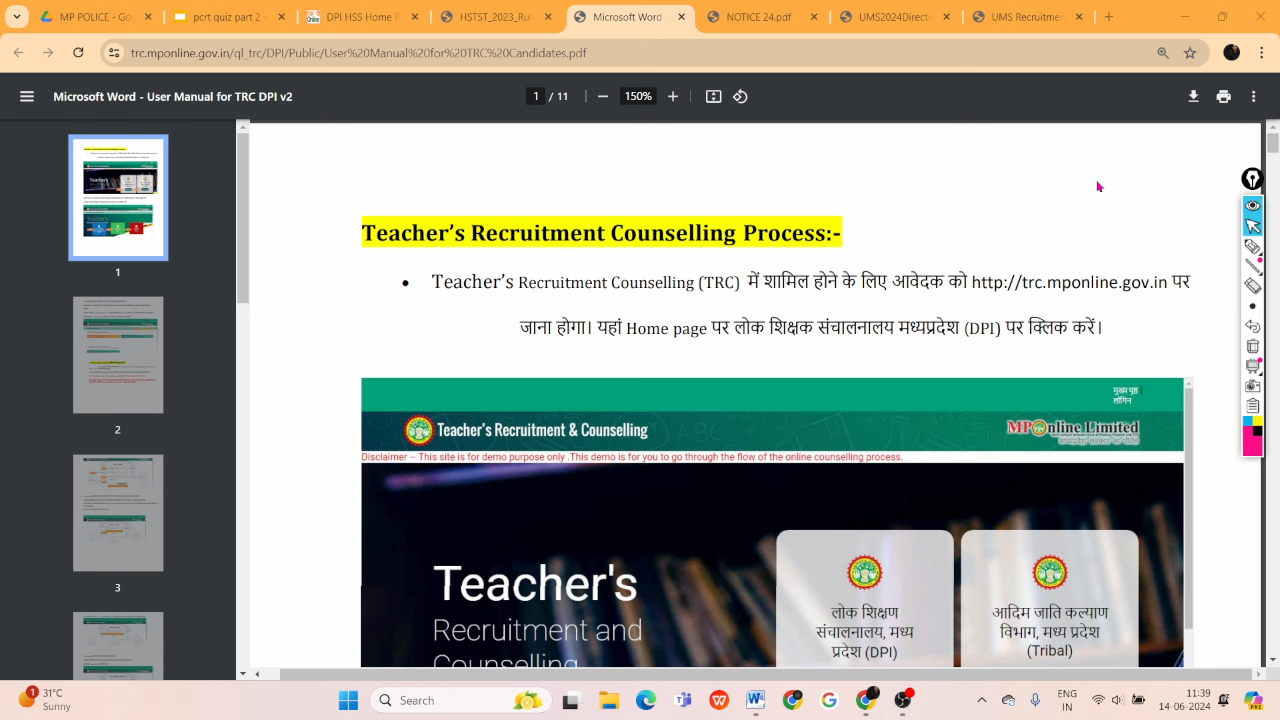 MP POLICE - Go
pcrt quiz part 2 -
DPI HSS Home P
HSTST_2023_Ru
Microsoft Word
NOTICE 24.pdf
UMS2024Direct
UMS Recruitmen
trc.mponline.gov.in/ql_trc/DPI/Public/User%20Manual%20for%20TRC%20Candidates.pdf
Microsoft Word - User Manual for TRC DPI v2
1 / 11
150%
Teacher's Recruitment Counselling Process:-
• Teacher's Recruitment Counselling (TRC) में शामिल होने के लिए आवेदक को http://trc.mponline.gov.in पर
जाना होगा। यहां Home page पर लोक शिक्षक संचालनालय मध्यप्रदेश (DPI) पर क्लिक करें।
मुख्य पृष्ठ |
लॉगिन
Teacher's Recruitment & Counselling
MPOnline Limited
Disclaimer – This site is for demo purpose only .This demo is for you to go through the flow of the online counselling process.
Teacher's
Recruitment and
Counselling
लोक शिक्षण
संचालनालय, मध्य
प्रदेश (DPI)
आदिम जाति कल्याण
विभाग, मध्य प्रदेश
(Tribal)
1
2
3
31°C
Sunny
Search
ENG
IN
11:39
14-06-2024